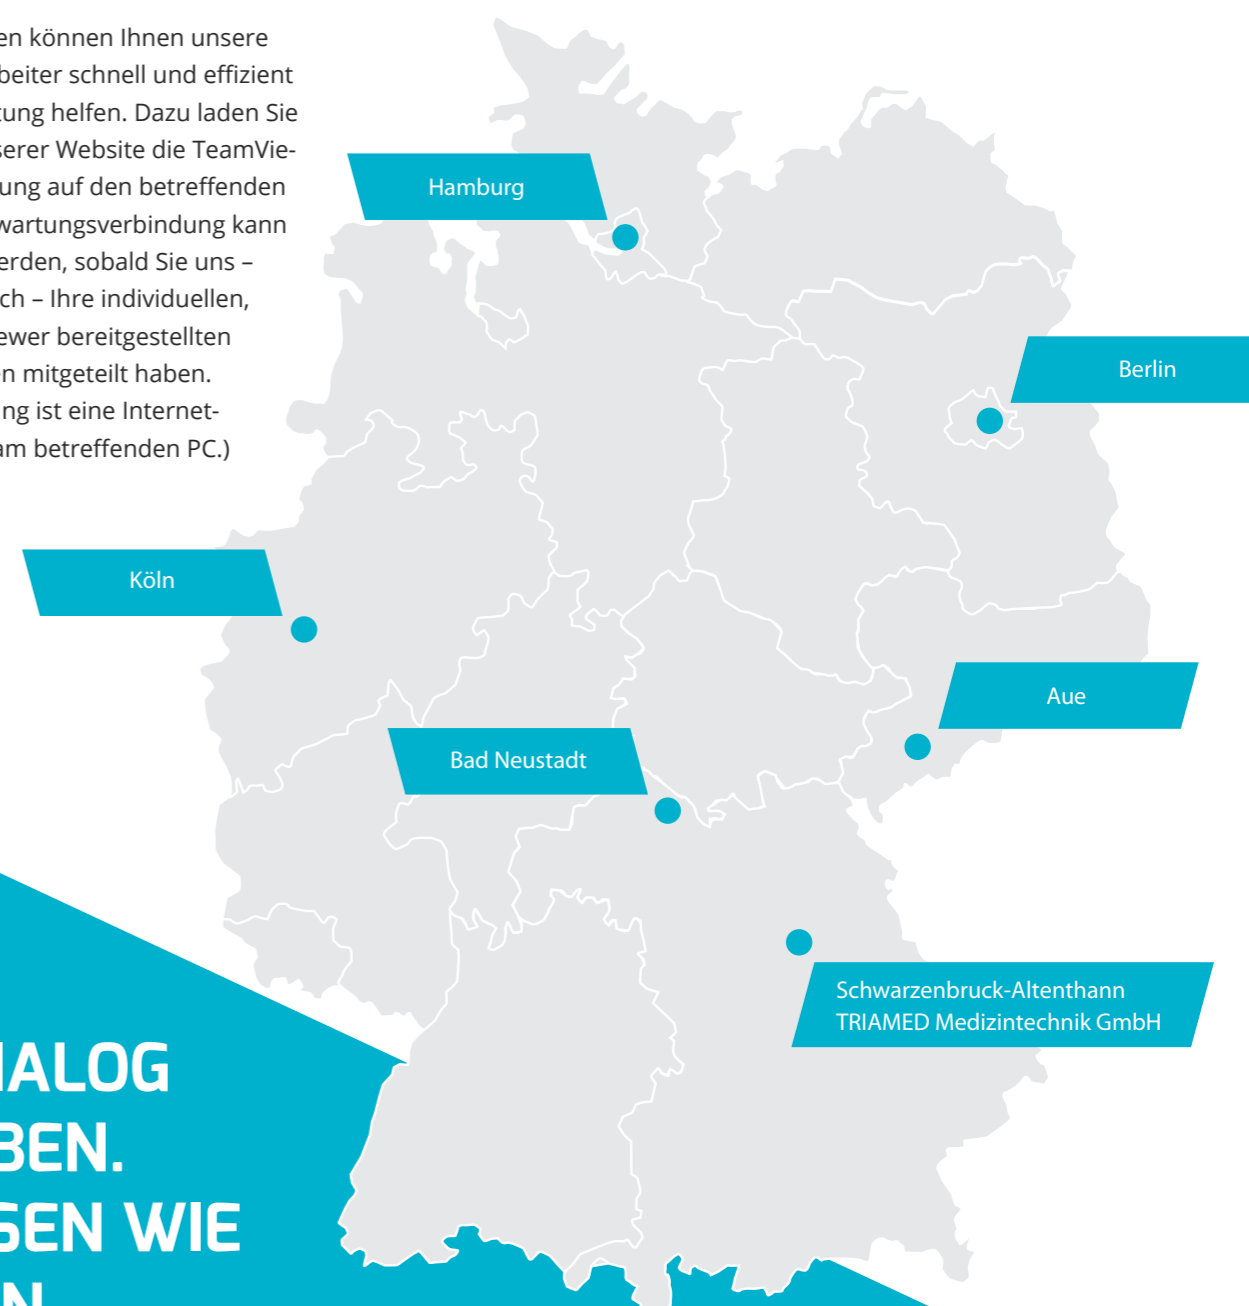 en können Ihnen unsere
beiter schnell und effizient
tung helfen. Dazu laden Sie
serer Website die TeamVie-
ung auf den betreffenden
wartungsverbindung kann
erden, sobald Sie uns –
ch – Ihre individuellen,
ewer bereitgestellten
en mitgeteilt haben.
ng ist eine Internet-
am betreffenden PC.)
Hamburg
Berlin
Köln
Aue
Bad Neustadt
Schwarzenbruck-Altenthann
TRIAMED Medizintechnik GmbH
IALOG
BEN.
SEN WIE